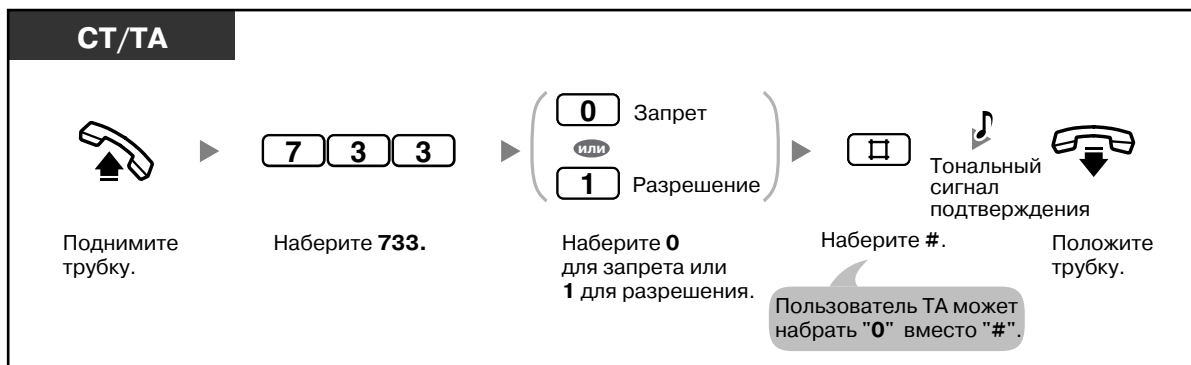 СТ/ТА
7 3 3
0 Запрет
или
1 Разрешение
Тональный
сигнал
подтверждения
Поднимите
трубку.
Наберите 733.
Наберите 0
для запрета или
1 для разрешения.
Наберите #.
Положите
трубку.
Пользователь ТА может
набрать "0" вместо "#".